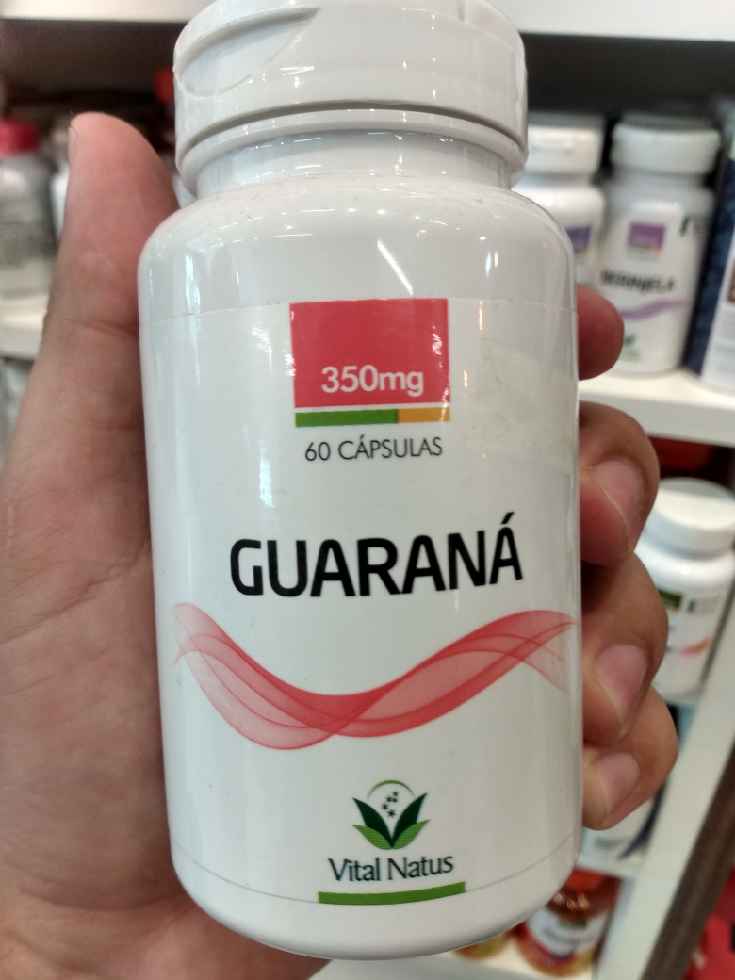 350mg
60 CÁPSULAS
GUARANÁ
Vital Natus